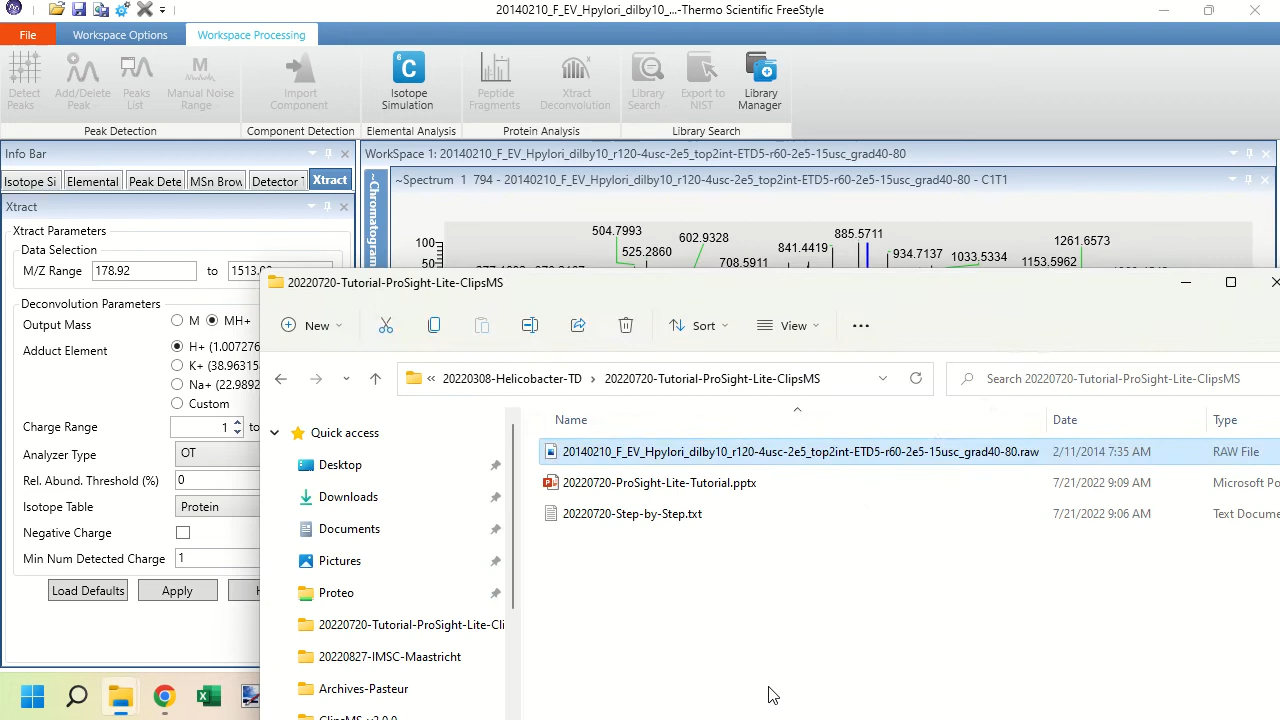 20140210_F_EV_Hpylori_dilby10_...-Thermo Scientific FreeStyle
File
Workspace Options
Workspace Processing
Detect Peaks
Add/Delete Peak
Peaks List
Manual Noise Range
Import Component
Isotope Simulation
Peptide Fragments
Xtract Deconvolution
Library Search
Export to NIST
Library Manager
Peak Detection
Component Detection
Elemental Analysis
Protein Analysis
Library Search
Info Bar
Isotope Si
Elemental
Peak Dete
MSn Brow
Detector T
Xtract
Xtract
Xtract Parameters
Data Selection
M/Z Range 178.92 to 1513.00
Deconvolution Parameters
Output Mass M MH+
Adduct Element H+ (1.007276
K+ (38.96315
Na+ (22.9892
Custom
Charge Range 1 to
Analyzer Type OT
Rel. Abund. Threshold (%) 0
Isotope Table Protein
Negative Charge
Min Num Detected Charge 1
Load Defaults
Apply
WorkSpace 1: 20140210_F_EV_Hpylori_dilby10_r120-4usc-2e5_top2int-ETD5-r60-2e5-15usc_grad40-80
~Chromatogram
~Spectrum 1 794 - 20140210_F_EV_Hpylori_dilby10_r120-4usc-2e5_top2int-ETD5-r60-2e5-15usc_grad40-80 - C1T1
100
50
504.7993
525.2860
602.9328
708.5911
841.4419
885.5711
934.7137
1033.5334
1153.5962
1261.6573
20220720-Tutorial-ProSight-Lite-ClipsMS
New
Sort
View
20220308-Helicobacter-TD > 20220720-Tutorial-ProSight-Lite-ClipsMS
Search 20220720-Tutorial-ProSight-Lite-ClipsMS
Name
Date
Type
20140210_F_EV_Hpylori_dilby10_r120-4usc-2e5_top2int-ETD5-r60-2e5-15usc_grad40-80.raw
2/11/2014 7:35 AM
RAW File
20220720-ProSight-Lite-Tutorial.pptx
7/21/2022 9:09 AM
Microsoft Po
20220720-Step-by-Step.txt
7/21/2022 9:06 AM
Text Docume
Quick access
Desktop
Downloads
Documents
Pictures
Proteo
20220720-Tutorial-ProSight-Lite-Cli
20220827-IMSC-Maastricht
Archives-Pasteur
ClipsMS-v2.0.0